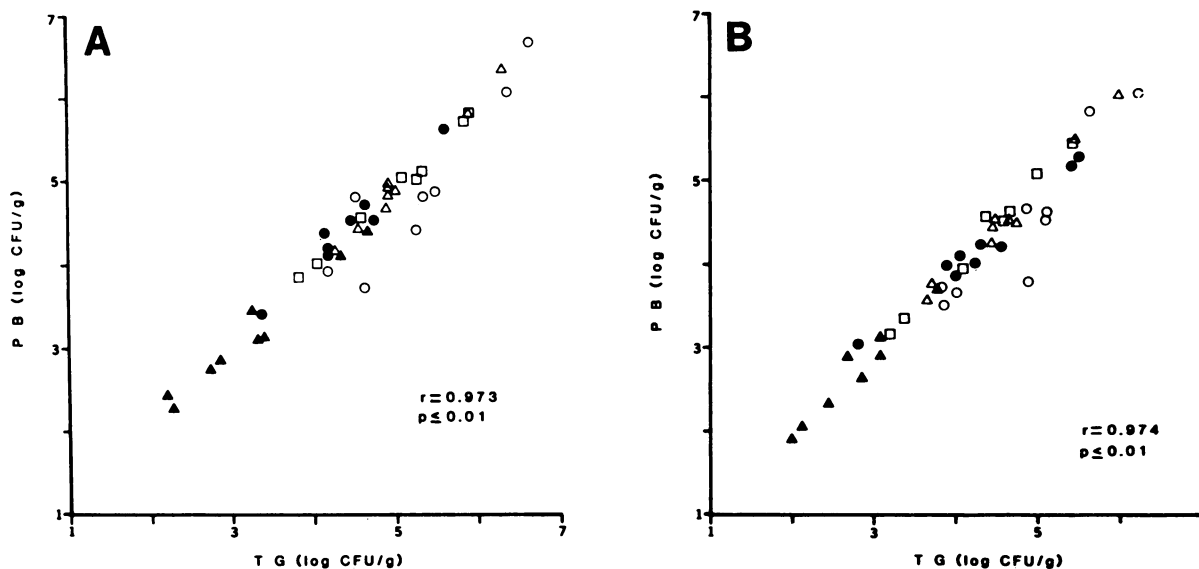 A
7
5
3
1
P B (log CFU/g)
1 3 5 7
T G (log CFU/g)
r=0.973
p≤0.01
B
7
5
3
1
P B (log CFU/g)
1 3 5
T G (log CFU/g)
r=0.974
p≤0.01